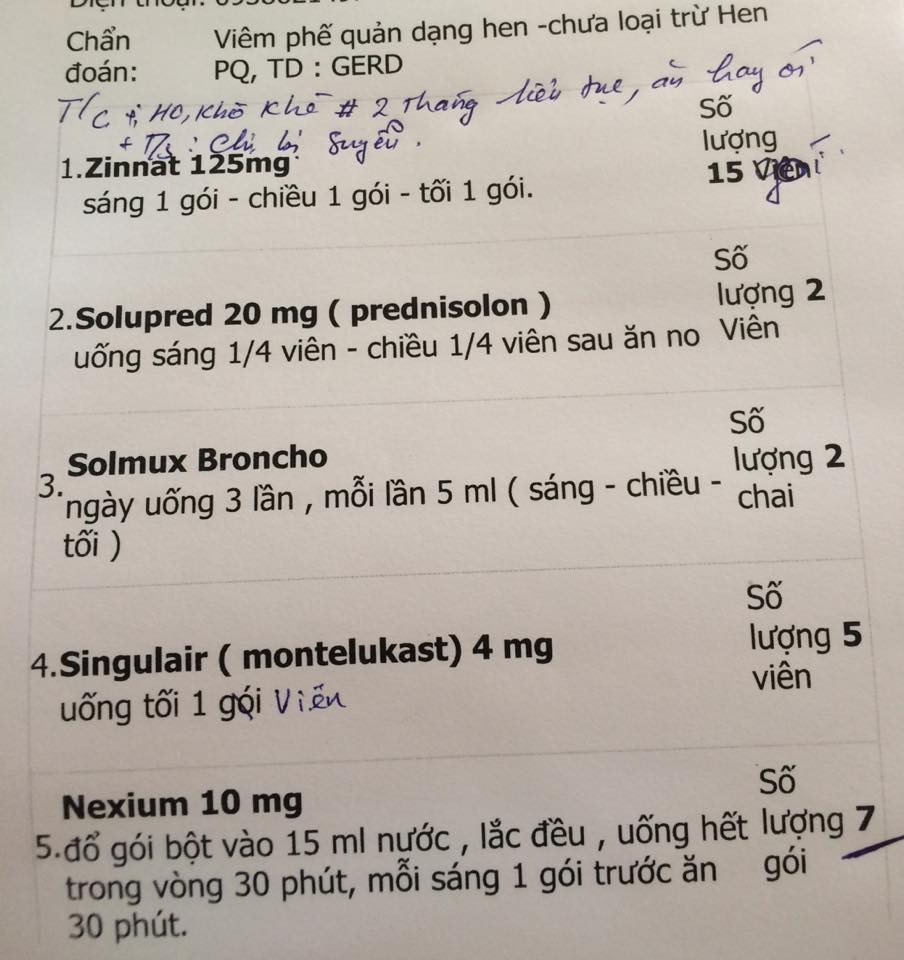 Điện thoại:
Chẩn Viêm phế quản dạng hen -chưa loại trừ Hen
đoán: PQ, TD : GERD
T/c : HO, Khò Khè # 2 Tháng liên tục, ăn hay ói
+ T/s : Chị bị Suyễn.
Số
lượng
1.Zinnat 125mg 15 gói
sáng 1 gói - chiều 1 gói - tối 1 gói.
Số
lượng 2
2.Solupred 20 mg ( prednisolon )
uống sáng 1/4 viên - chiều 1/4 viên sau ăn no Viên
Số
Solmux Broncho lượng 2
3.ngày uống 3 lần , mỗi lần 5 ml ( sáng - chiều - chai
tối )
Số
4.Singulair ( montelukast) 4 mg lượng 5
uống tối 1 gói Viên viên
Số
Nexium 10 mg
5.đổ gói bột vào 15 ml nước , lắc đều , uống hết lượng 7
trong vòng 30 phút, mỗi sáng 1 gói trước ăn gói
30 phút.